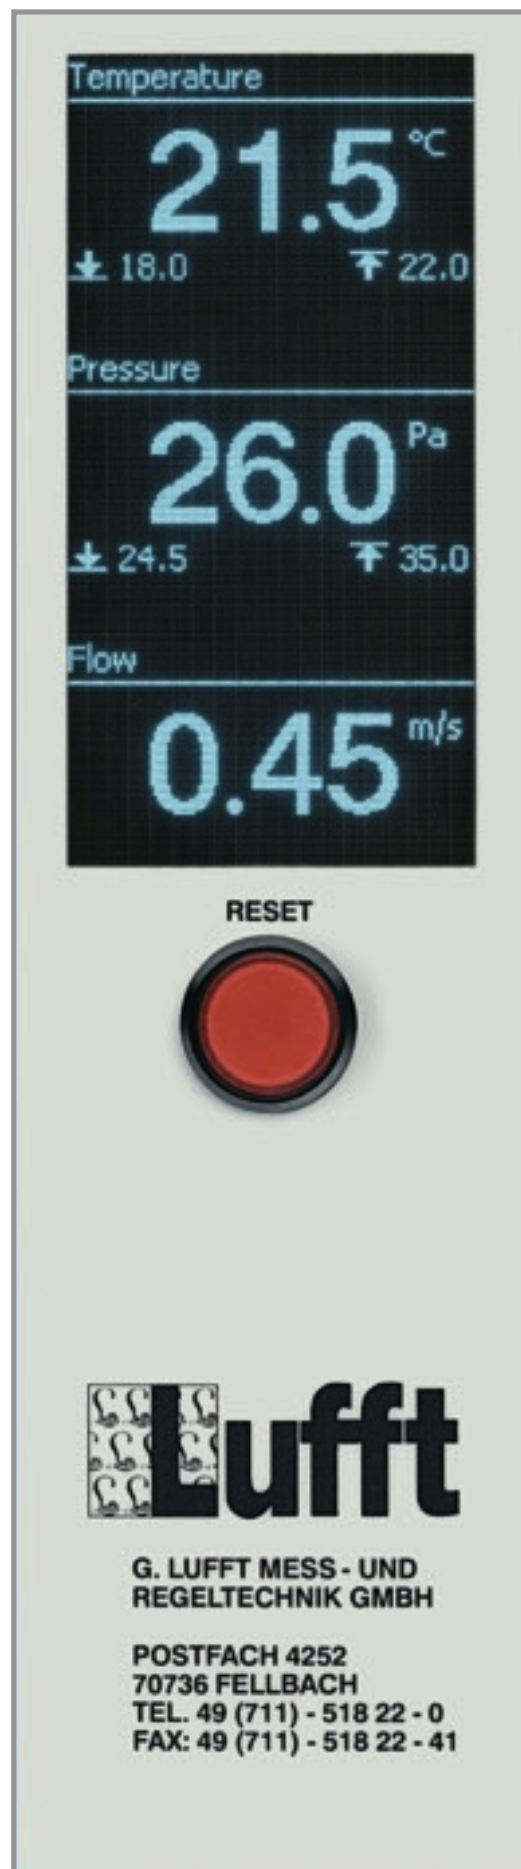 Temperature
21.5 °C
18.0 22.0
Pressure
26.0 Pa
24.5 35.0
Flow
0.45 m/s
RESET
Lufft
G. LUFFT MESS - UND
REGELTECHNIK GMBH
POSTFACH 4252
70736 FELLBACH
TEL. 49 (711) - 518 22 - 0
FAX: 49 (711) - 518 22 - 41